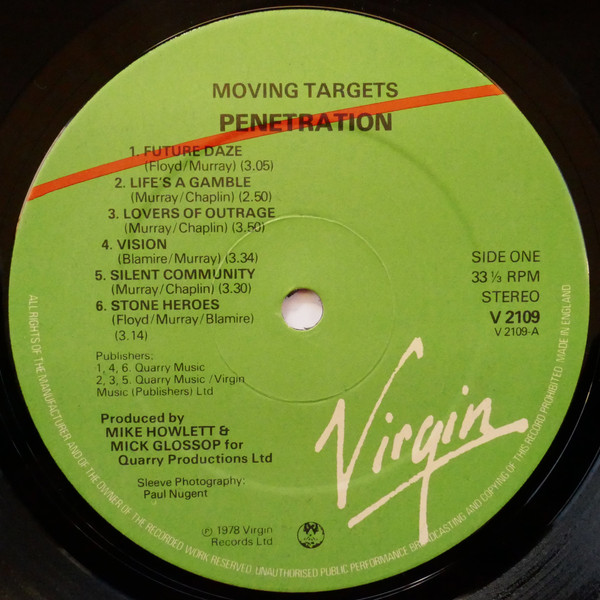 MOVING TARGETS
PENETRATION
1. FUTURE DAZE
(Floyd/Murray) (3.05)
2. LIFE'S A GAMBLE
(Murray/Chaplin) (2.50)
3. LOVERS OF OUTRAGE
(Murray/Chaplin) (3.50)
4. VISION
(Blamire/Murray) (3.34)
5. SILENT COMMUNITY
(Murray/Chaplin) (3.30)
6. STONE HEROES
(Floyd/Murray/Blamire)
(3.14)
SIDE ONE
33 ⅓ RPM
STEREO
V 2109
V 2109-A
Publishers:
1, 4, 6. Quarry Music
2, 3, 5. Quarry Music/Virgin
Music (Publishers) Ltd
Produced by
MIKE HOWLETT &
MICK GLOSSOP for
Quarry Productions Ltd
Sleeve Photography:
Paul Nugent
Virgin
℗ 1978 Virgin
Records Ltd
ALL RIGHTS OF THE MANUFACTURER AND OF THE OWNER OF THE RECORDED WORK RESERVED. UNAUTHORISED PUBLIC PERFORMANCE BROADCASTING AND COPYING OF THIS RECORD PROHIBITED. MADE IN ENGLAND